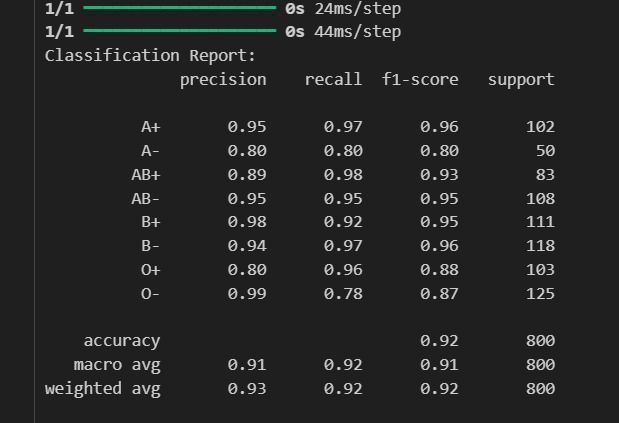 1/1 ━━━━━━━━━━━━━━━━━━━━ 0s 24ms/step
1/1 ━━━━━━━━━━━━━━━━━━━━ 0s 44ms/step
Classification Report:
precision recall f1-score support
A+ 0.95 0.97 0.96 102
A- 0.80 0.80 0.80 50
AB+ 0.89 0.98 0.93 83
AB- 0.95 0.95 0.95 108
B+ 0.98 0.92 0.95 111
B- 0.94 0.97 0.96 118
O+ 0.80 0.96 0.88 103
O- 0.99 0.78 0.87 125
accuracy 0.92 800
macro avg 0.91 0.92 0.91 800
weighted avg 0.93 0.92 0.92 800